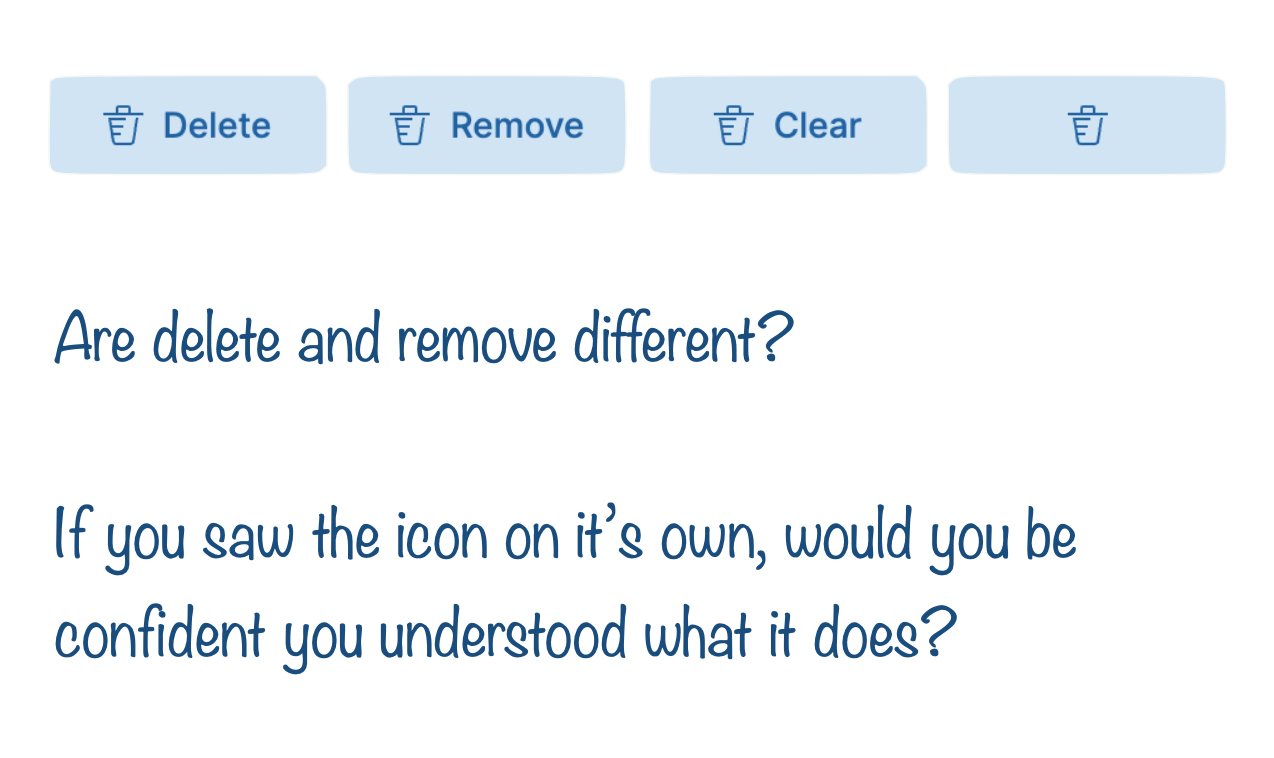 Delete Remove Clear
Are delete and remove different?
If you saw the icon on it’s own, would you be
confident you understood what it does?